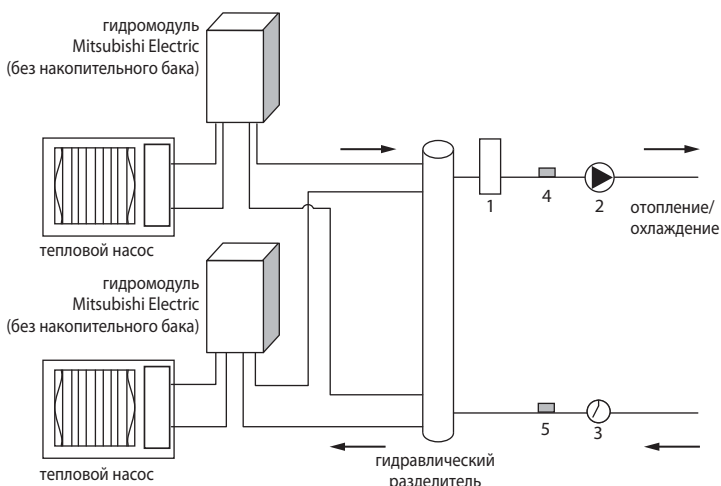 гидромодуль
Mitsubishi Electric
(без накопительного бака)
тепловой насос
гидромодуль
Mitsubishi Electric
(без накопительного бака)
тепловой насос
1
4
2
отопление/
охлаждение
5
3
гидравлический
разделитель